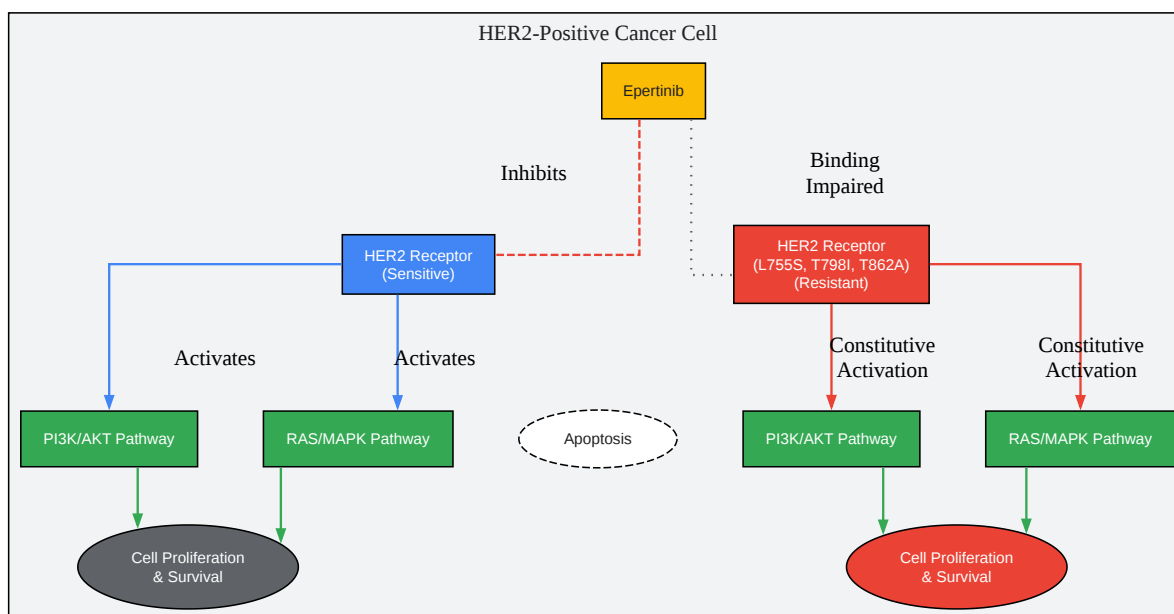 HER2-Positive Cancer Cell
Epertinib
Inhibits
Binding
Impaired
HER2 Receptor
(Sensitive)
HER2 Receptor
(L755S, T798I, T862A)
(Resistant)
Activates
Activates
Constitutive
Activation
Constitutive
Activation
PI3K/AKT Pathway
RAS/MAPK Pathway
Apoptosis
PI3K/AKT Pathway
RAS/MAPK Pathway
Cell Proliferation
& Survival
Cell Proliferation
& Survival